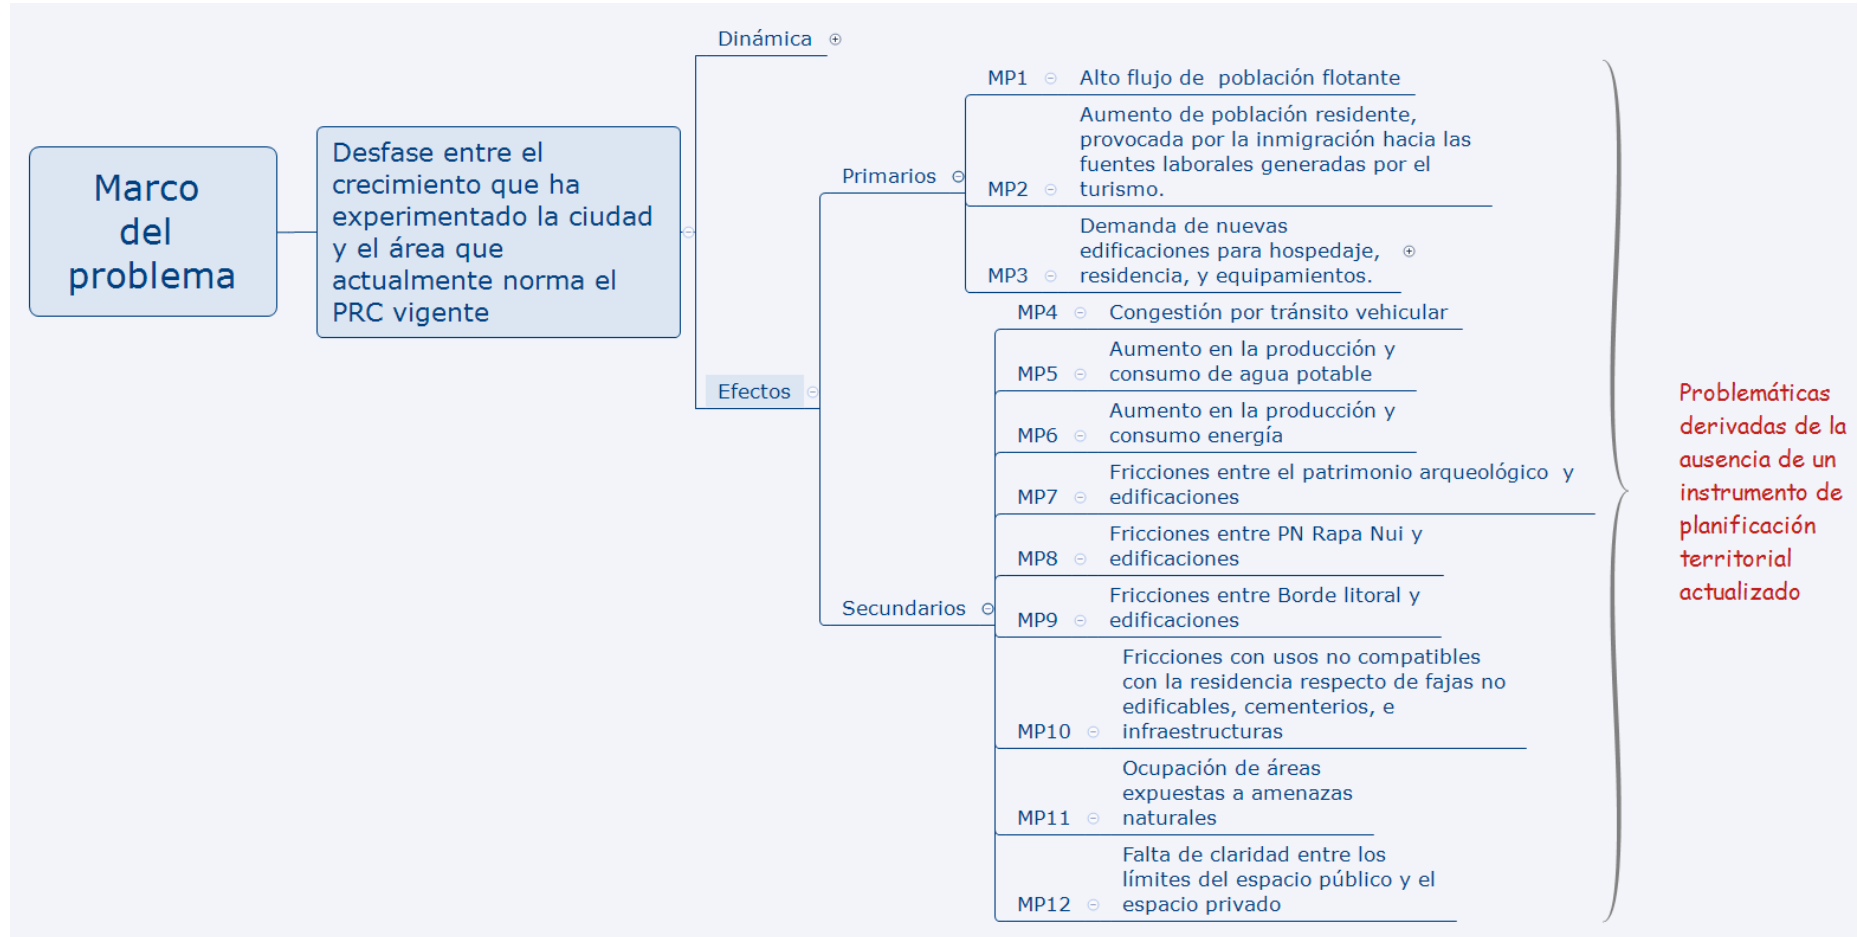 Marco
del
problema
Desfase entre el
crecimiento que ha
experimentado la ciudad
y el área que
actualmente norma el
PRC vigente
Dinámica
Efectos
Primarios
MP1 Alto flujo de población flotante
Aumento de población residente,
provocada por la inmigración hacia las
fuentes laborales generadas por el
MP2 turismo.
Demanda de nuevas
edificaciones para hospedaje,
MP3 residencia, y equipamientos.
Secundarios
MP4 Congestión por tránsito vehicular
Aumento en la producción y
MP5 consumo de agua potable
Aumento en la producción y
MP6 consumo energía
Fricciones entre el patrimonio arqueológico y
MP7 edificaciones
Fricciones entre PN Rapa Nui y
MP8 edificaciones
Fricciones entre Borde litoral y
MP9 edificaciones
Fricciones con usos no compatibles
con la residencia respecto de fajas no
edificables, cementerios, e
MP10 infraestructuras
Ocupación de áreas
expuestas a amenazas
MP11 naturales
Falta de claridad entre los
límites del espacio público y el
MP12 espacio privado
Problemáticas
derivadas de la
ausencia de un
instrumento de
planificación
territorial
actualizado